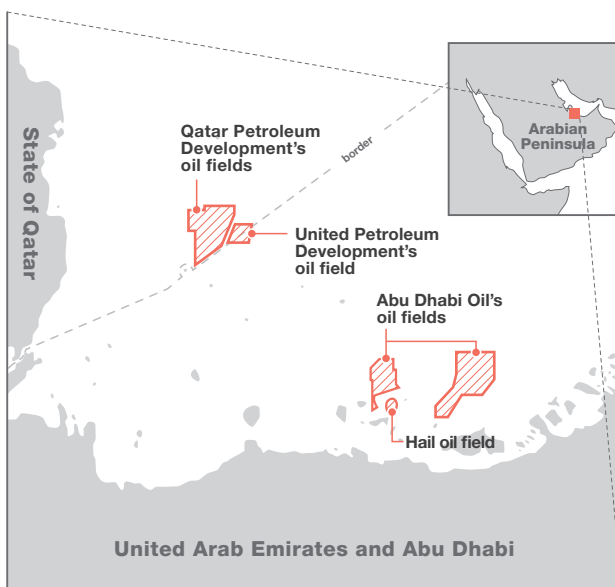 State of Qatar
Qatar Petroleum
Development's
oil fields
border
Arabian
Peninsula
United Petroleum
Development's
oil field
Abu Dhabi Oil's
oil fields
Hail oil field
United Arab Emirates and Abu Dhabi